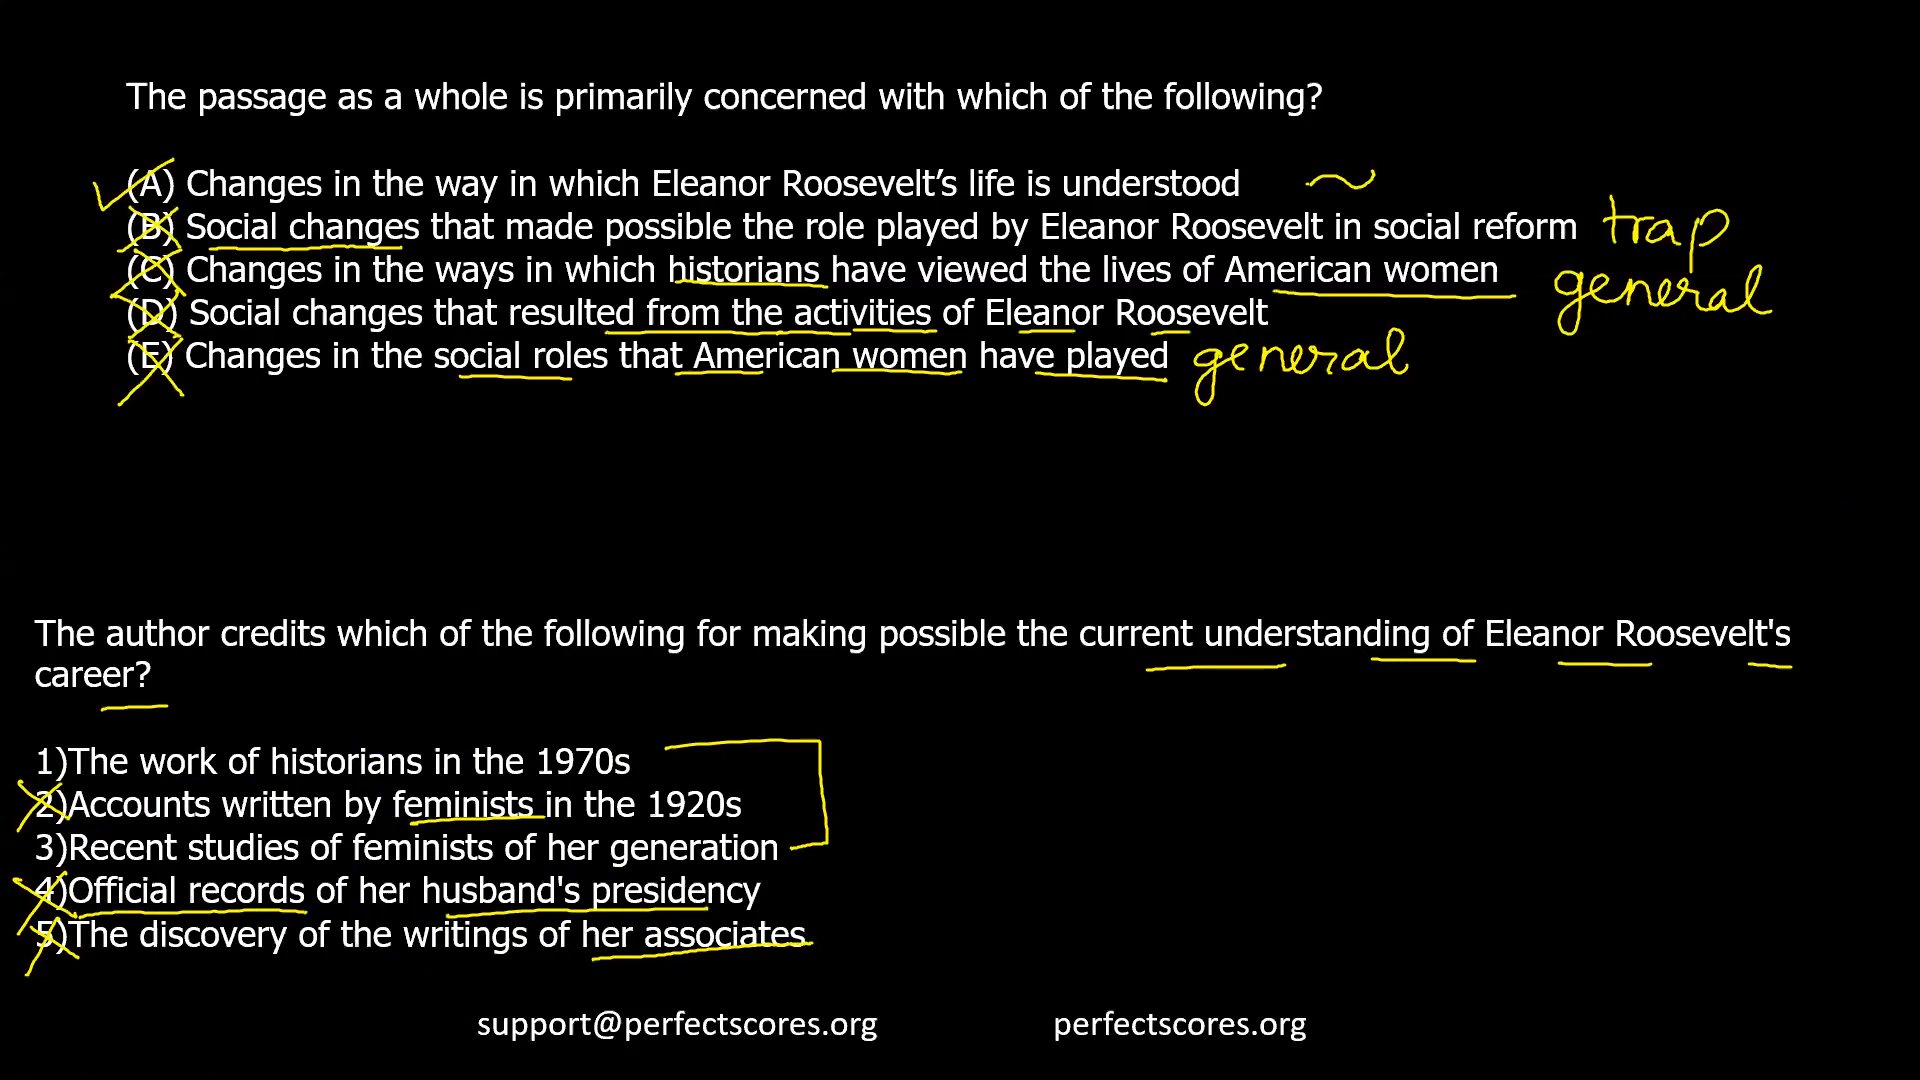 The passage as a whole is primarily concerned with which of the following?
(A) Changes in the way in which Eleanor Roosevelt’s life is understood
(B) Social changes that made possible the role played by Eleanor Roosevelt in social reform trap
(C) Changes in the ways in which historians have viewed the lives of American women general
(D) Social changes that resulted from the activities of Eleanor Roosevelt
(E) Changes in the social roles that American women have played general
The author credits which of the following for making possible the current understanding of Eleanor Roosevelt's
career?
1)The work of historians in the 1970s
2)Accounts written by feminists in the 1920s
3)Recent studies of feminists of her generation
4)Official records of her husband's presidency
5)The discovery of the writings of her associates
support@perfectscores.org perfectscores.org